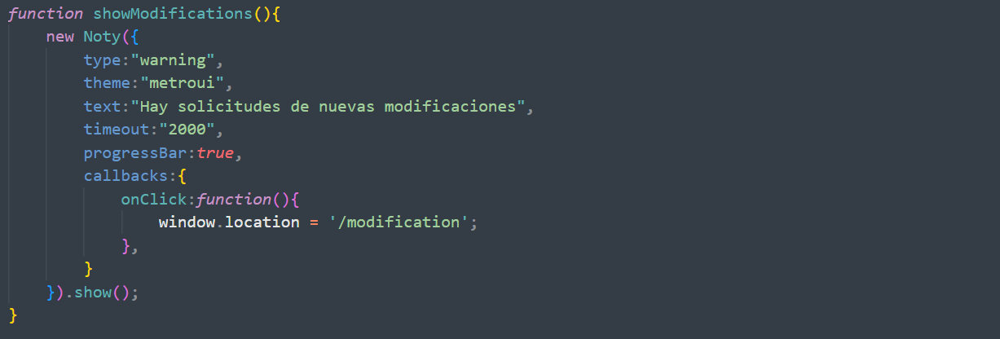 function showModifications(){
    new Noty({
        type:"warning",
        theme:"metroui",
        text:"Hay solicitudes de nuevas modificaciones",
        timeout:"2000",
        progressBar:true,
        callbacks:{
            onClick:function(){
                window.location = '/modification';
            },
        }
    }).show();
}